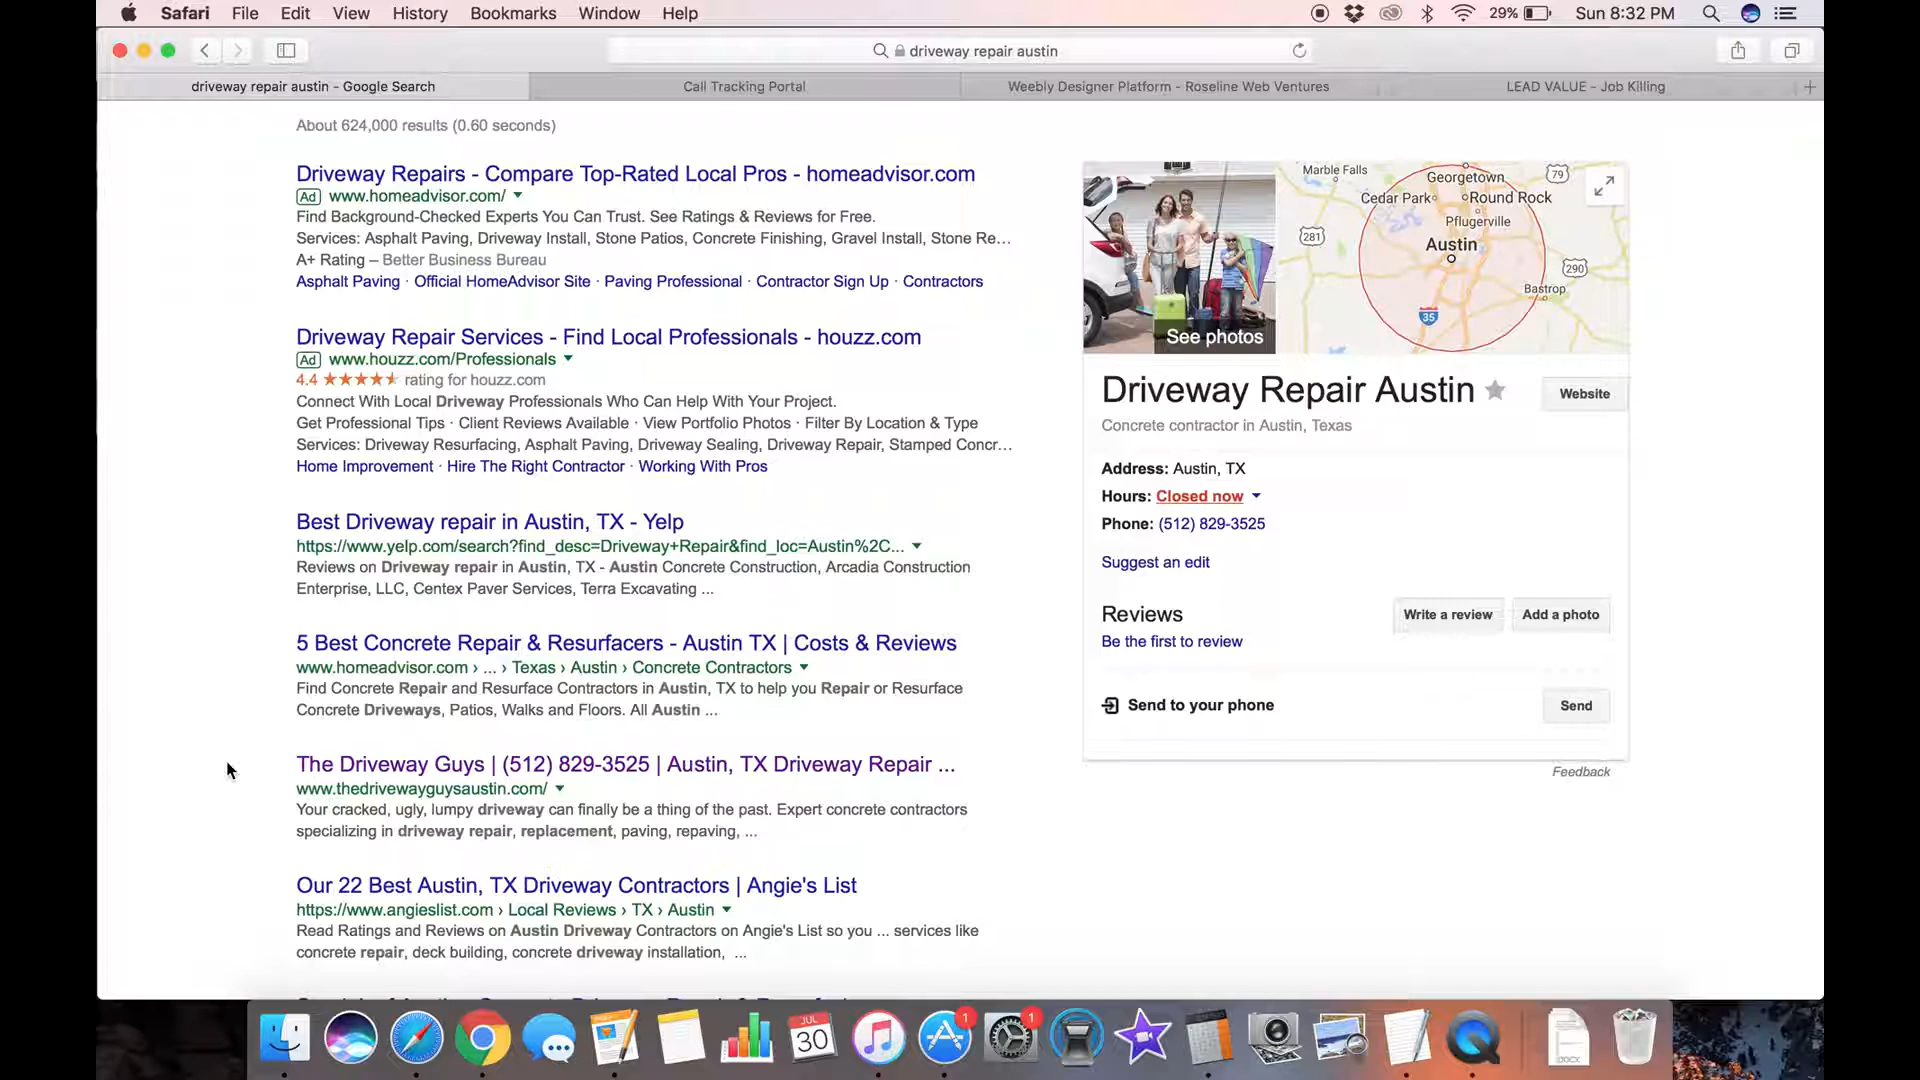 Safari File Edit View History Bookmarks Window Help
29% Sun 8:32 PM
driveway repair austin
driveway repair austin - Google Search
Call Tracking Portal
Weebly Designer Platform - Roseline Web Ventures
LEAD VALUE - Job Killing
About 624,000 results (0.60 seconds)
Driveway Repairs - Compare Top-Rated Local Pros - homeadvisor.com
Ad www.homeadvisor.com/
Find Background-Checked Experts You Can Trust. See Ratings & Reviews for Free.
Services: Asphalt Paving, Driveway Install, Stone Patios, Concrete Finishing, Gravel Install, Stone Re...
A+ Rating – Better Business Bureau
Asphalt Paving · Official HomeAdvisor Site · Paving Professional · Contractor Sign Up · Contractors
Driveway Repair Services - Find Local Professionals - houzz.com
Ad www.houzz.com/Professionals
4.4 ★★★★★ rating for houzz.com
Connect With Local Driveway Professionals Who Can Help With Your Project.
Get Professional Tips · Client Reviews Available · View Portfolio Photos · Filter By Location & Type
Services: Driveway Resurfacing, Asphalt Paving, Driveway Sealing, Driveway Repair, Stamped Concr...
Home Improvement · Hire The Right Contractor · Working With Pros
Best Driveway repair in Austin, TX - Yelp
https://www.yelp.com/search?find_desc=Driveway+Repair&find_loc=Austin%2C...
Reviews on Driveway repair in Austin, TX - Austin Concrete Construction, Arcadia Construction
Enterprise, LLC, Centex Paver Services, Terra Excavating ...
5 Best Concrete Repair & Resurfacers - Austin TX | Costs & Reviews
www.homeadvisor.com › ... › Texas › Austin › Concrete Contractors
Find Concrete Repair and Resurface Contractors in Austin, TX to help you Repair or Resurface
Concrete Driveways, Patios, Walks and Floors. All Austin ...
The Driveway Guys | (512) 829-3525 | Austin, TX Driveway Repair ...
www.thedrivewayguysaustin.com/
Your cracked, ugly, lumpy driveway can finally be a thing of the past. Expert concrete contractors
specializing in driveway repair, replacement, paving, repaving, ...
Our 22 Best Austin, TX Driveway Contractors | Angie's List
https://www.angieslist.com › Local Reviews › TX › Austin
Read Ratings and Reviews on Austin Driveway Contractors on Angie's List so you ... services like
concrete repair, deck building, concrete driveway installation, ...
See photos
Marble Falls
Georgetown
79
Cedar Park
Round Rock
Pflugerville
281
Austin
290
Bastrop
35
Driveway Repair Austin
Website
Concrete contractor in Austin, Texas
Address: Austin, TX
Hours: Closed now
Phone: (512) 829-3525
Suggest an edit
Reviews
Write a review
Add a photo
Be the first to review
Send to your phone
Send
Feedback
JUL
30
1
1
DOCX